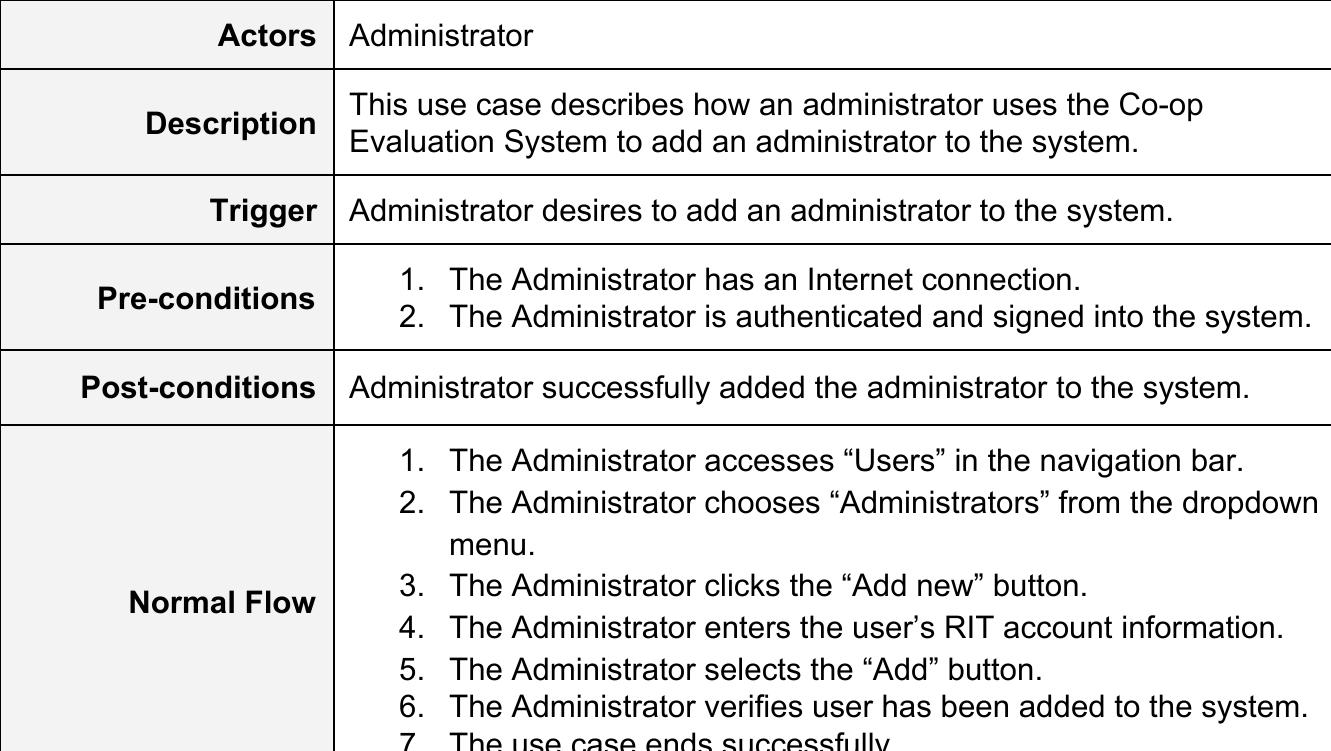 Actors Administrator
Description This use case describes how an administrator uses the Co-op
Evaluation System to add an administrator to the system.
Trigger Administrator desires to add an administrator to the system.
Pre-conditions 1. The Administrator has an Internet connection.
2. The Administrator is authenticated and signed into the system.
Post-conditions Administrator successfully added the administrator to the system.
Normal Flow
1. The Administrator accesses “Users” in the navigation bar.
2. The Administrator chooses “Administrators” from the dropdown
menu.
3. The Administrator clicks the “Add new” button.
4. The Administrator enters the user’s RIT account information.
5. The Administrator selects the “Add” button.
6. The Administrator verifies user has been added to the system.
7. The use case ends successfully.